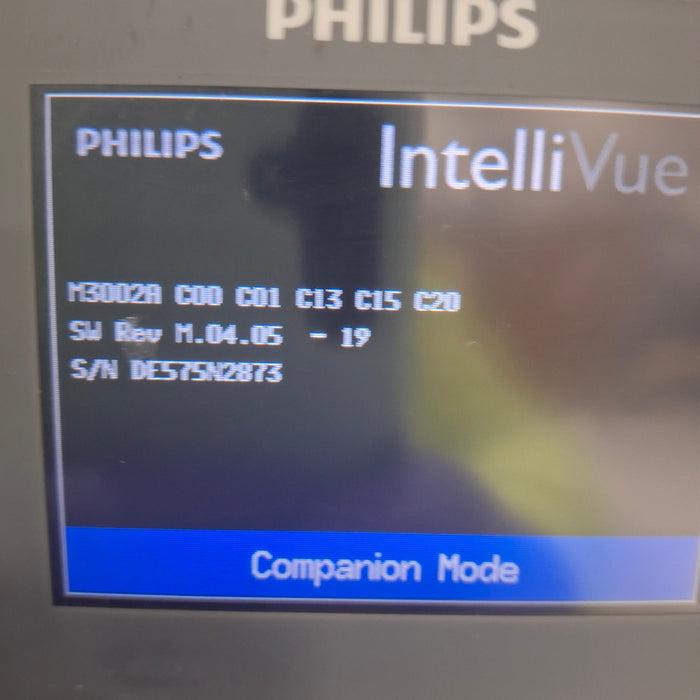 PHILIPS
PHILIPS IntelliVue
M3002A C00 C01 C13 C15 C20
SW Rev M.04.05 - 19
S/N DE575N2873
Companion Mode